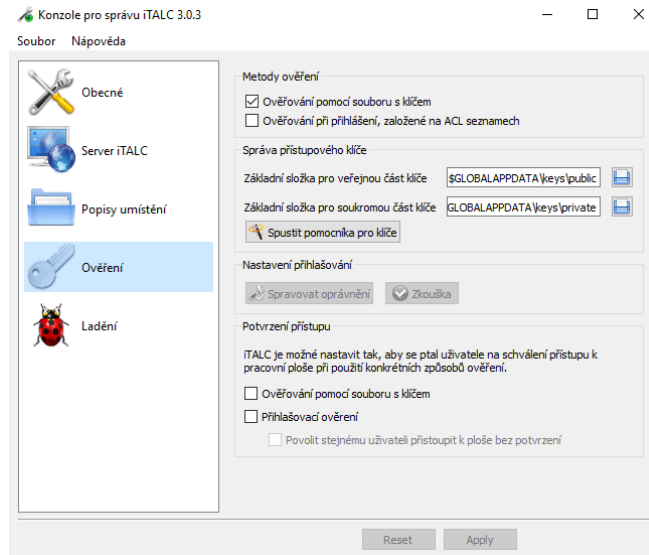 Konzole pro správu iTALC 3.0.3
Soubor Nápověda
Obecné
Server iTALC
Popisy umístění
Ověření
Ladění
Metody ověření
Ověřování pomocí souboru s klíčem
Ověřování při přihlášení, založené na ACL seznamech
Správa přístupového klíče
Základní složka pro veřejnou část klíče $GLOBALAPPDATA\keys\public
Základní složka pro soukromou část klíče GLOBALAPPDATA\keys\private
Spustit pomocníka pro klíče
Nastavení přihlašování
Spravovat oprávnění Zkouška
Potvrzení přístupu
iTALC je možné nastavit tak, aby se ptal uživatele na schválení přístupu k
pracovní ploše při použití konkrétních způsobů ověření.
Ověřování pomocí souboru s klíčem
Přihlašovací ověrení
Povolit stejnému uživateli přistoupit k ploše bez potvrzení
Reset Apply